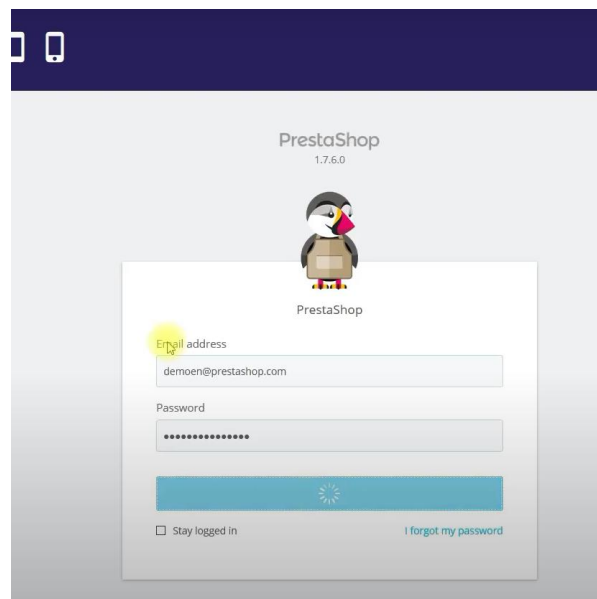 PrestaShop
1.7.6.0
PrestaShop
Email address
demoen@prestashop.com
Password
•••••••••••••••
Stay logged in
I forgot my password